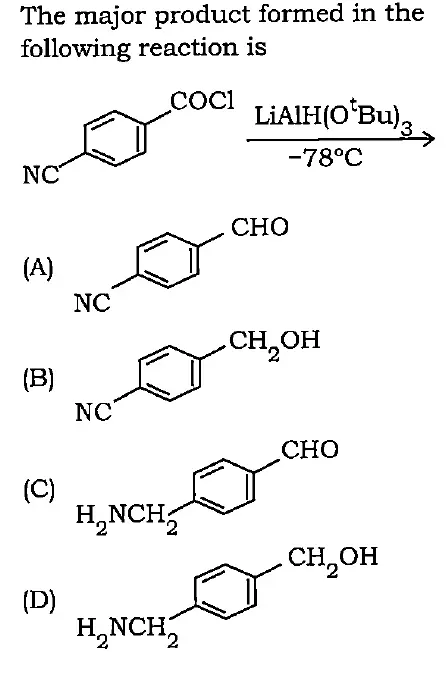 The major product formed in the
following reaction is
COCl
LiAlH(OᵗBu)₃
-78°C
NC
(A)
CHO
NC
(B)
CH₂OH
NC
(C)
CHO
H₂NCH₂
(D)
CH₂OH
H₂NCH₂